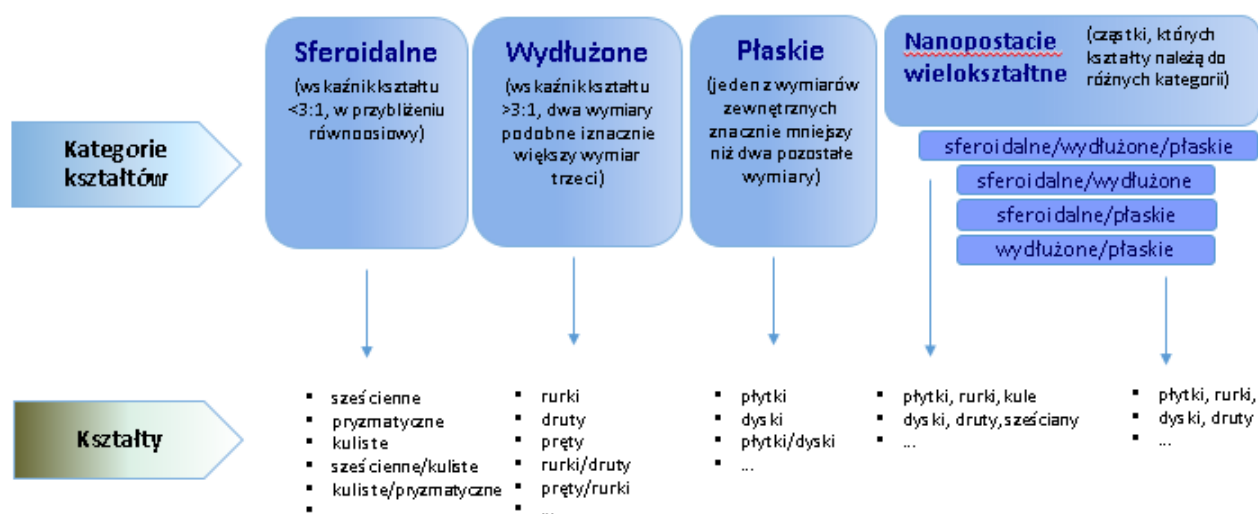 Kategorie
kształtów
Sferoidalne
(wskaźnik kształtu
<3:1, w przybliżeniu
równoosiowy)
Wydłużone
(wskaźnik kształtu
>3:1, dwa wymiary
podobne i znacznie
większy wymiar
trzeci)
Płaskie
(jeden z wymiarów
zewnętrznych
znacznie mniejszy
niż dwa pozostałe
wymiary)
Nanopostacie
wielokształtne
(cząstki, których
kształty należą do
różnych kategorii)
sferoidalne/wydłużone/płaskie
sferoidalne/wydłużone
sferoidalne/płaskie
wydłużone/płaskie
Kształty
▪ sześcienne
▪ pryzmatyczne
▪ kuliste
▪ sześcienne/kuliste
▪ kuliste/pryzmatyczne
▪
▪ rurki
▪ druty
▪ pręty
▪ rurki/druty
▪ pręty/rurki
▪ ...
▪ płytki
▪ dyski
▪ płytki/dyski
▪ ...
▪ płytki, rurki, kule
▪ dyski, druty, sześciany
▪ ...
▪ płytki, rurki,
▪ dyski, druty
▪ ...